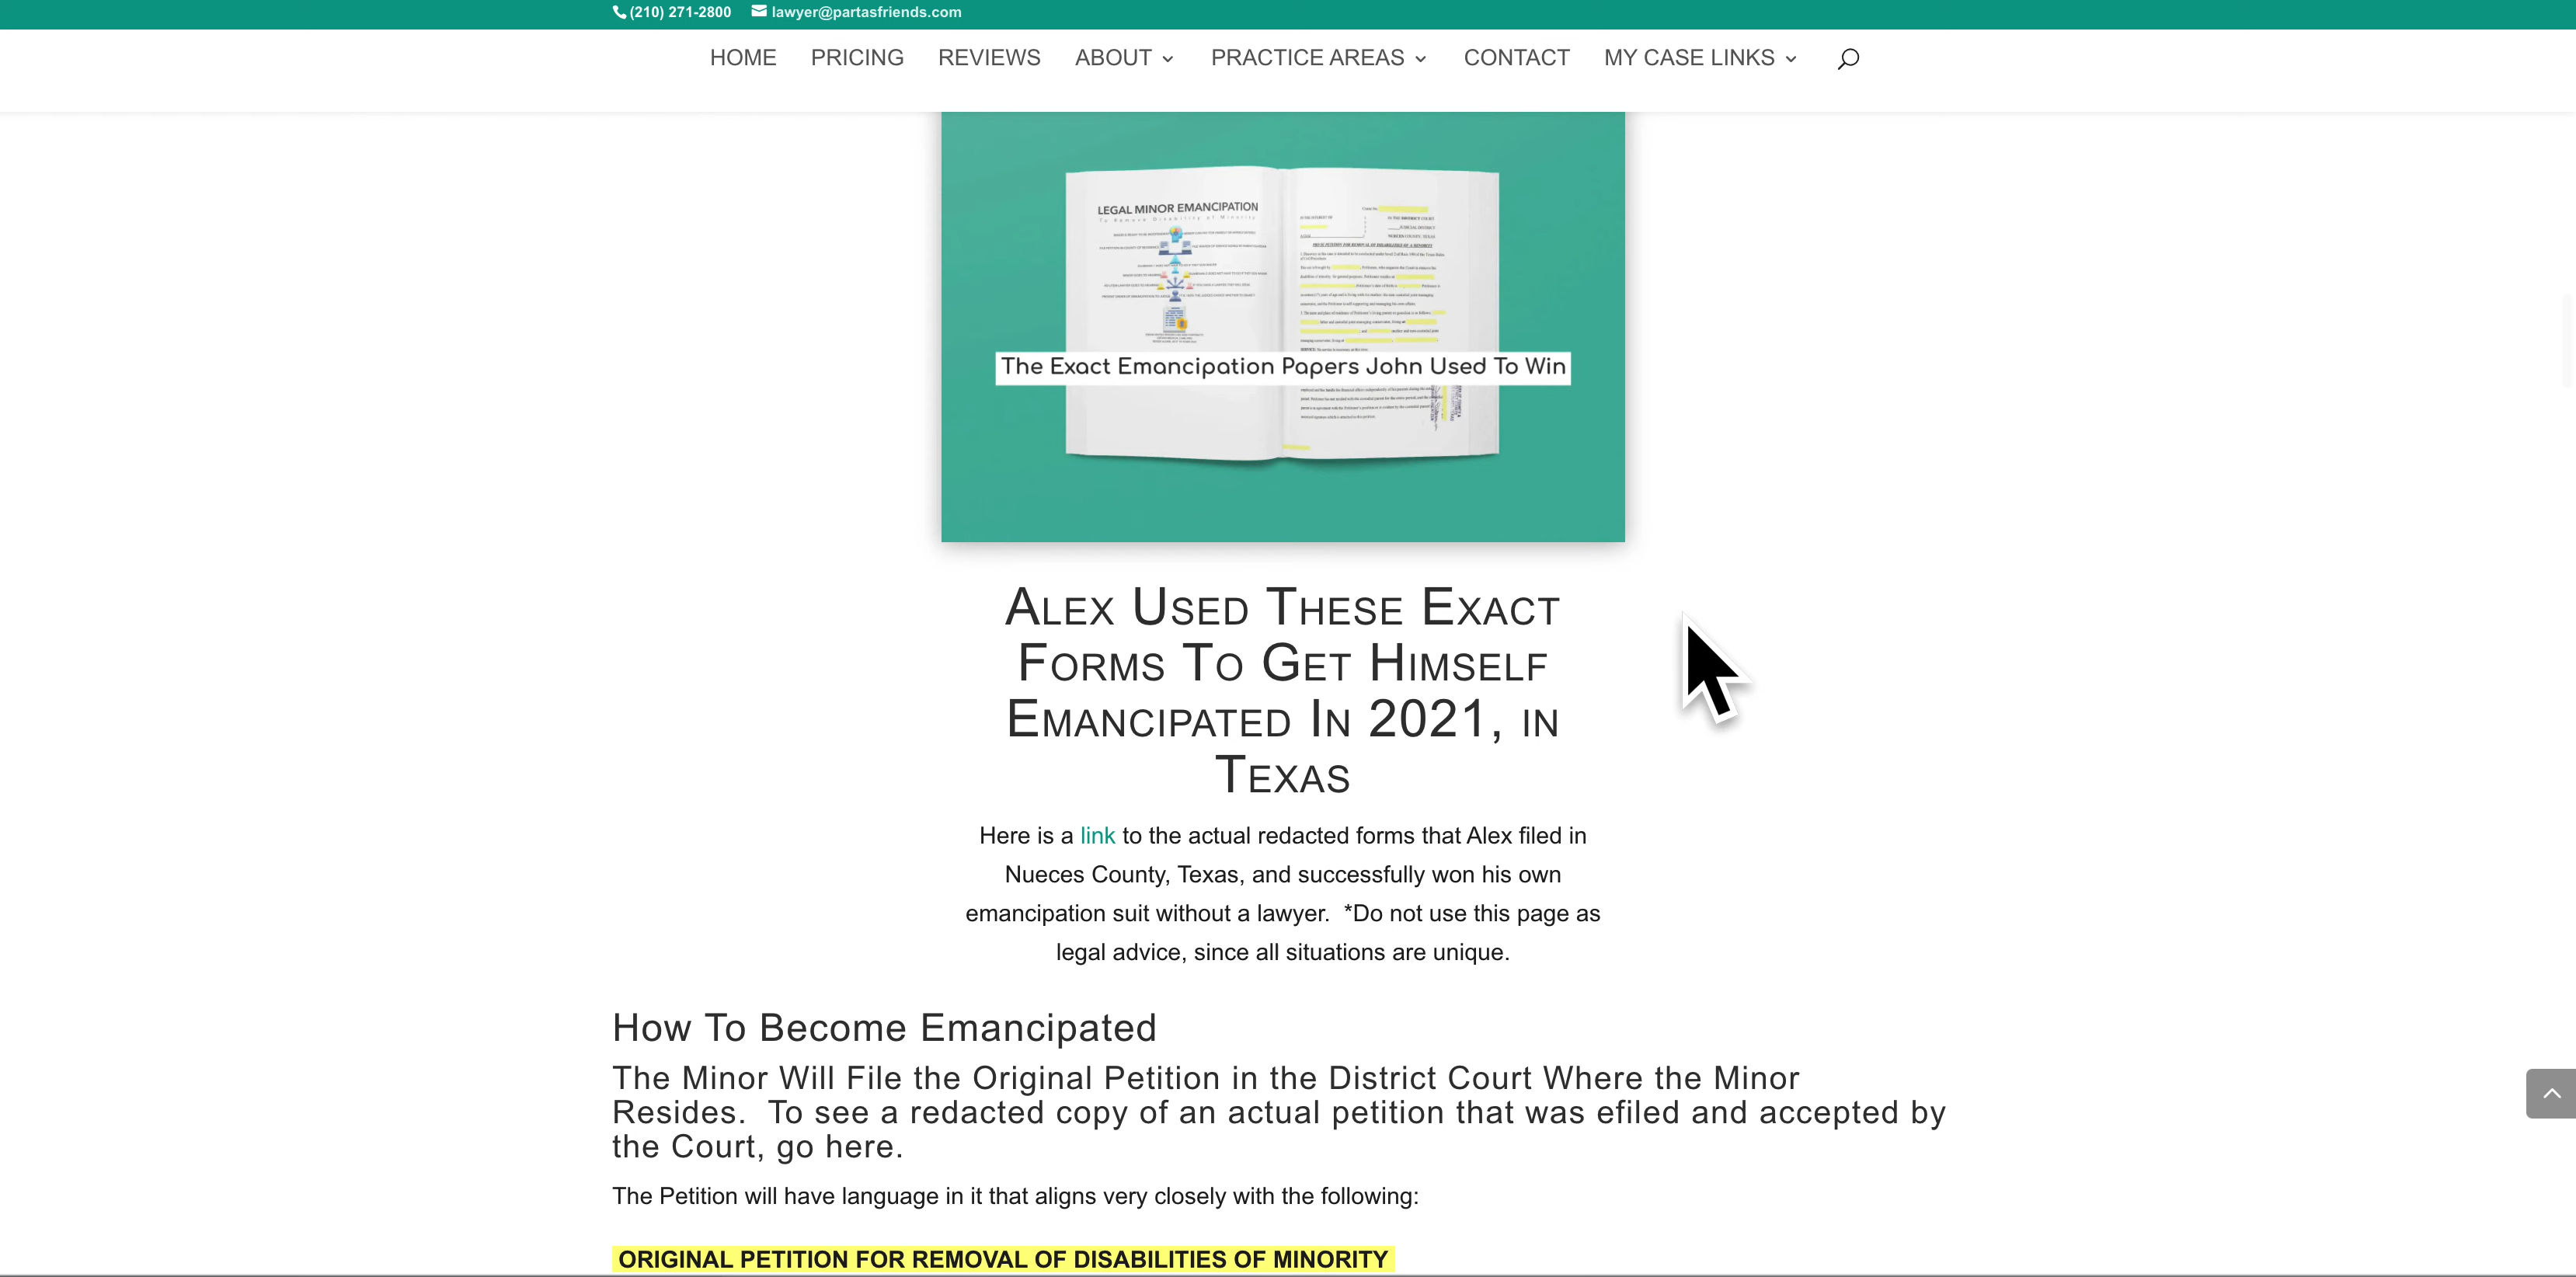 (210) 271-2800 lawyer@partasfriends.com
HOME PRICING REVIEWS ABOUT PRACTICE AREAS CONTACT MY CASE LINKS
LEGAL MINOR EMANCIPATION
To Remove Disability of Minority
The Exact Emancipation Papers John Used To Win
ALEX USED THESE EXACT
FORMS TO GET HIMSELF
EMANCIPATED IN 2021, IN
TEXAS
Here is a link to the actual redacted forms that Alex filed in
Nueces County, Texas, and successfully won his own
emancipation suit without a lawyer. *Do not use this page as
legal advice, since all situations are unique.
How To Become Emancipated
The Minor Will File the Original Petition in the District Court Where the Minor
Resides. To see a redacted copy of an actual petition that was efiled and accepted by
the Court, go here.
The Petition will have language in it that aligns very closely with the following:
ORIGINAL PETITION FOR REMOVAL OF DISABILITIES OF MINORITY